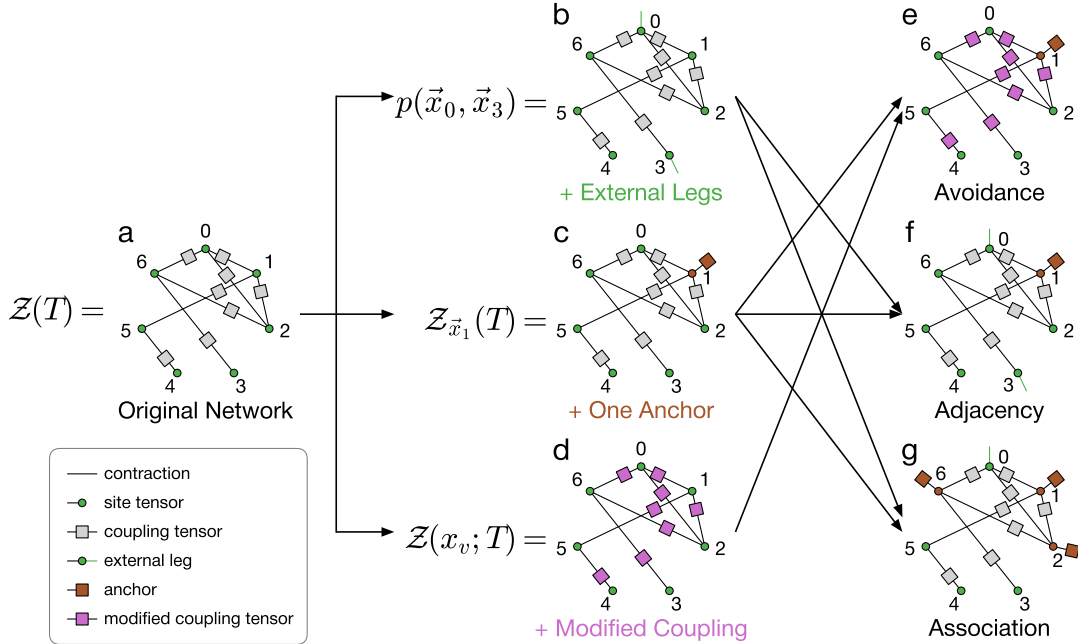 a
0
6
1
5
2
4
3
𝒵(T) =
Original Network
contraction
site tensor
coupling tensor
external leg
anchor
modified coupling tensor
b
0
6
1
p(x⃗₀, x⃗₃) =
5
2
4
3
+ External Legs
c
0
6
1
𝒵_x⃗₁(T) =
5
2
4
3
+ One Anchor
d
0
6
1
𝒵(x_v; T) =
5
2
4
3
+ Modified Coupling
e
0
6
1
5
2
4
3
Avoidance
f
0
6
1
5
2
4
3
Adjacency
g
0
6
1
5
2
4
3
Association